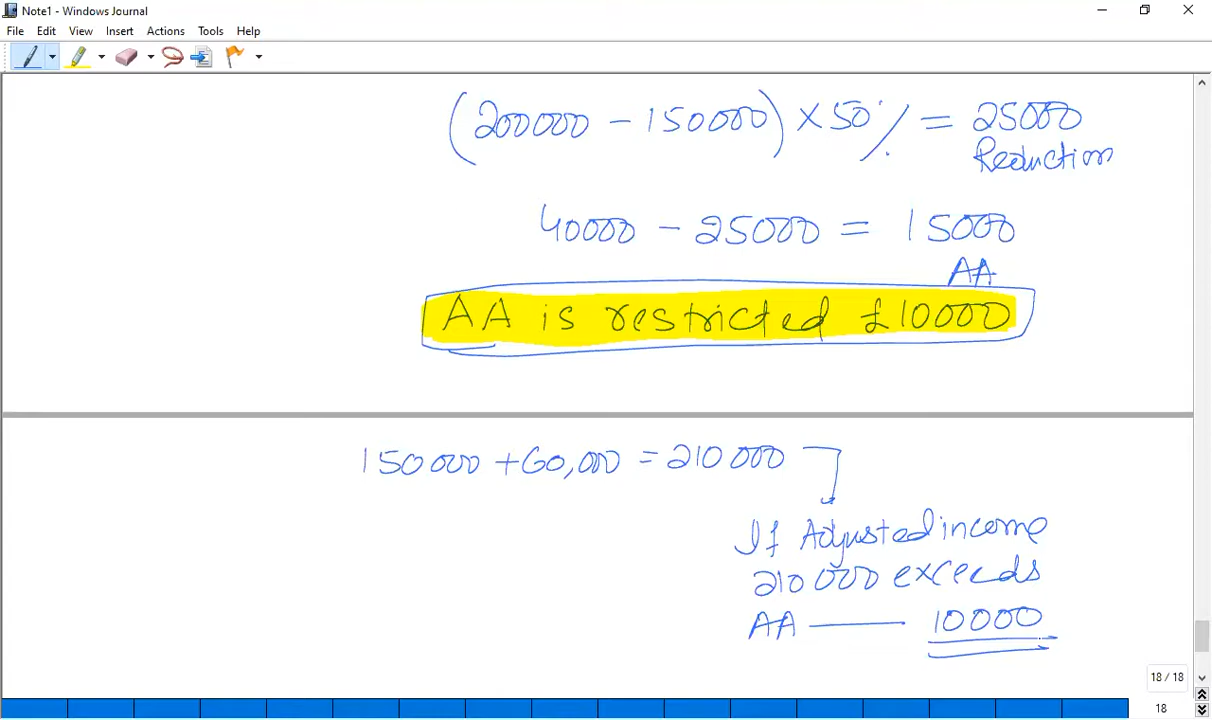 Note1 - Windows Journal
File Edit View Insert Actions Tools Help
(200000 - 150000) × 50% = 25000
Reduction
40000 - 25000 = 15000
AA
AA is restricted £10000
150000 + 60,000 = 210000
If Adjusted income
210000 exceeds
AA — 10000
18 / 18
18